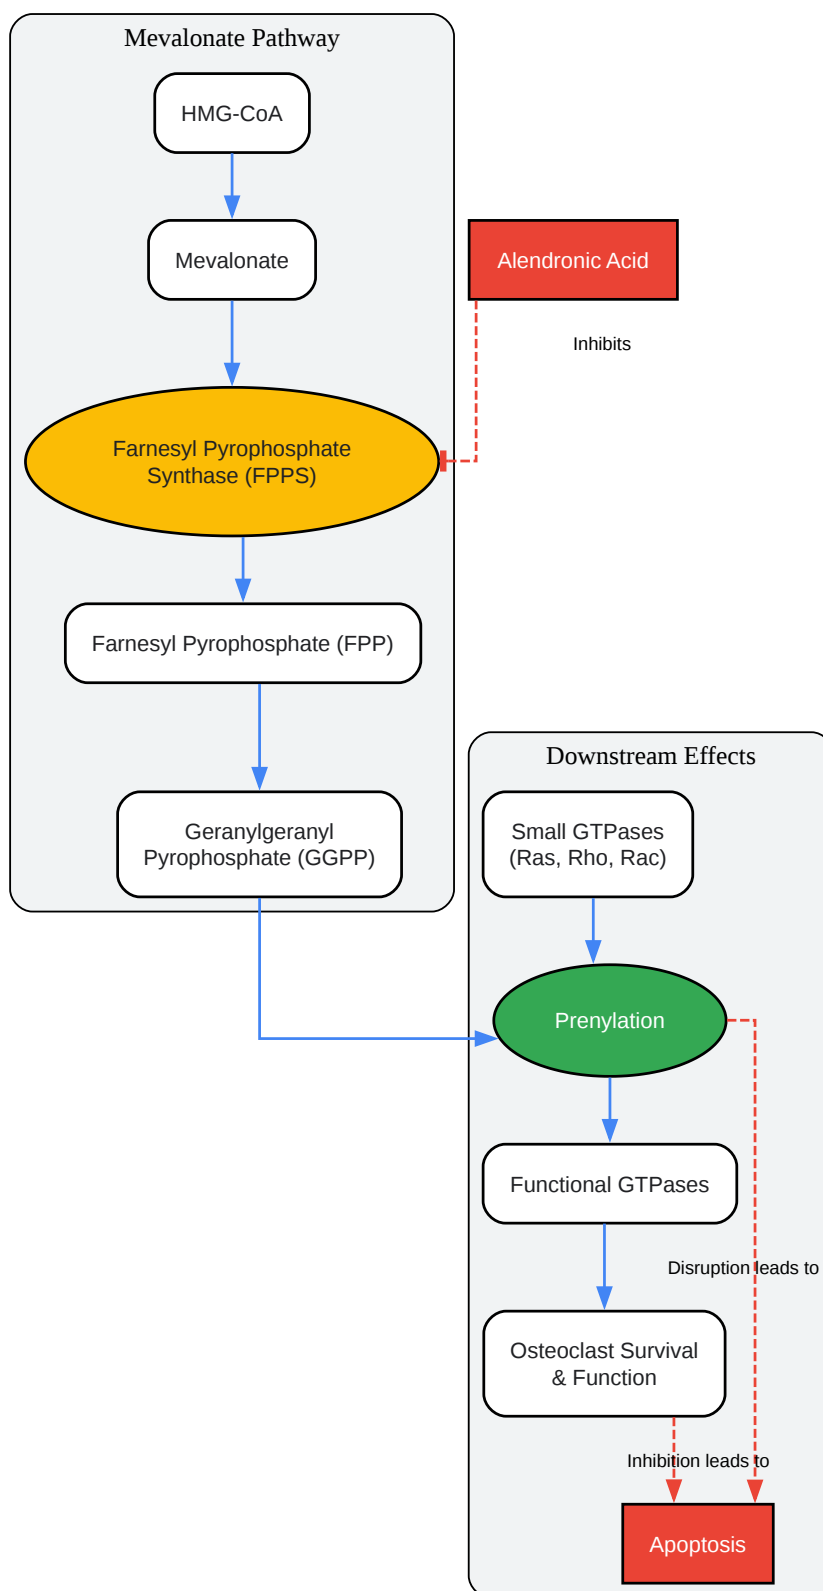 Mevalonate Pathway
HMG-CoA
Mevalonate
Alendronic Acid
Inhibits
Farnesyl Pyrophosphate
Synthase (FPPS)
Farnesyl Pyrophosphate (FPP)
Geranylgeranyl
Pyrophosphate (GGPP)
Downstream Effects
Small GTPases
(Ras, Rho, Rac)
Prenylation
Functional GTPases
Disruption leads to
Osteoclast Survival
& Function
Inhibition leads to
Apoptosis